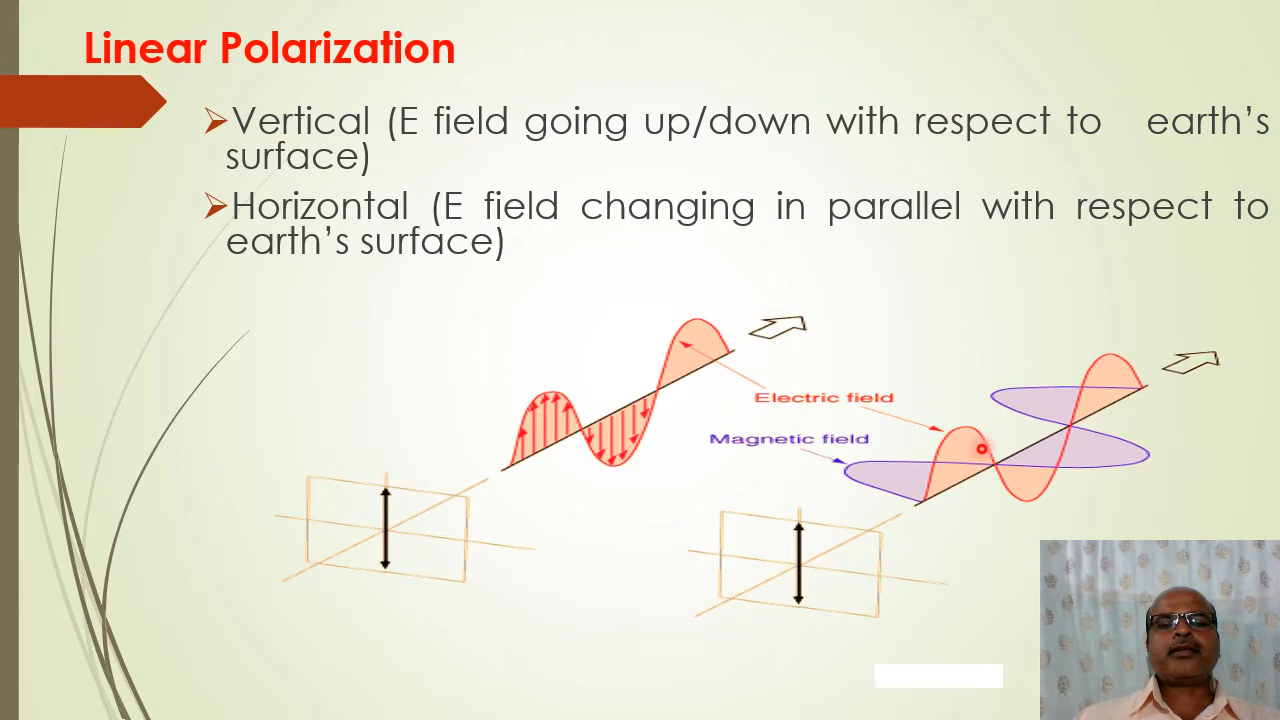 Linear Polarization
➢Vertical (E field going up/down with respect to earth's
surface)
➢Horizontal (E field changing in parallel with respect to
earth's surface)
Electric field
Magnetic field